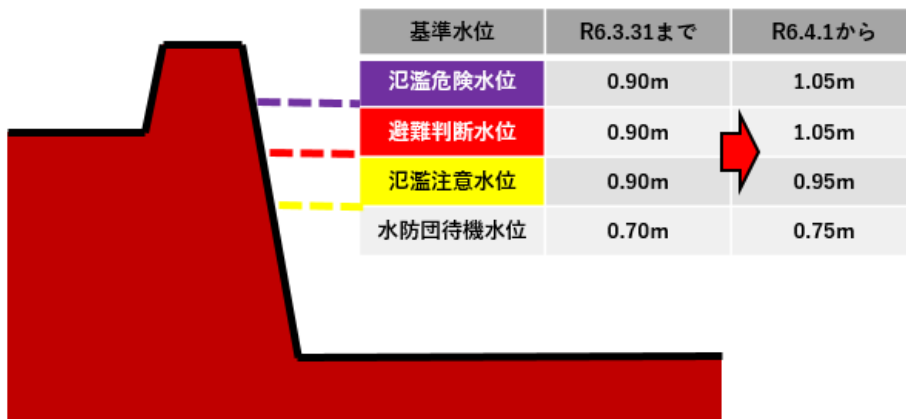 基準水位 R6.3.31まで R6.4.1から
氾濫危険水位 0.90m 1.05m
避難判断水位 0.90m 1.05m
氾濫注意水位 0.90m 0.95m
水防団待機水位 0.70m 0.75m